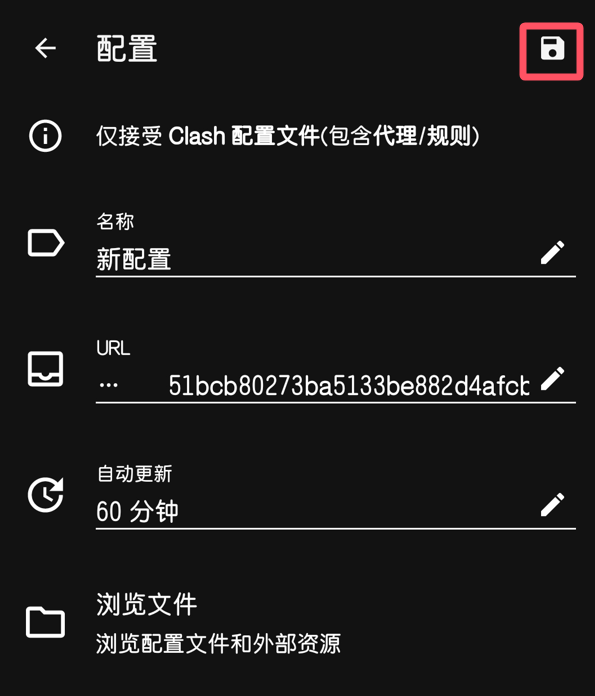 配置
仅接受 Clash 配置文件(包含代理/规则)
名称
新配置
URL
... 51bcb80273ba5133be882d4afcb
自动更新
60 分钟
浏览文件
浏览配置文件和外部资源